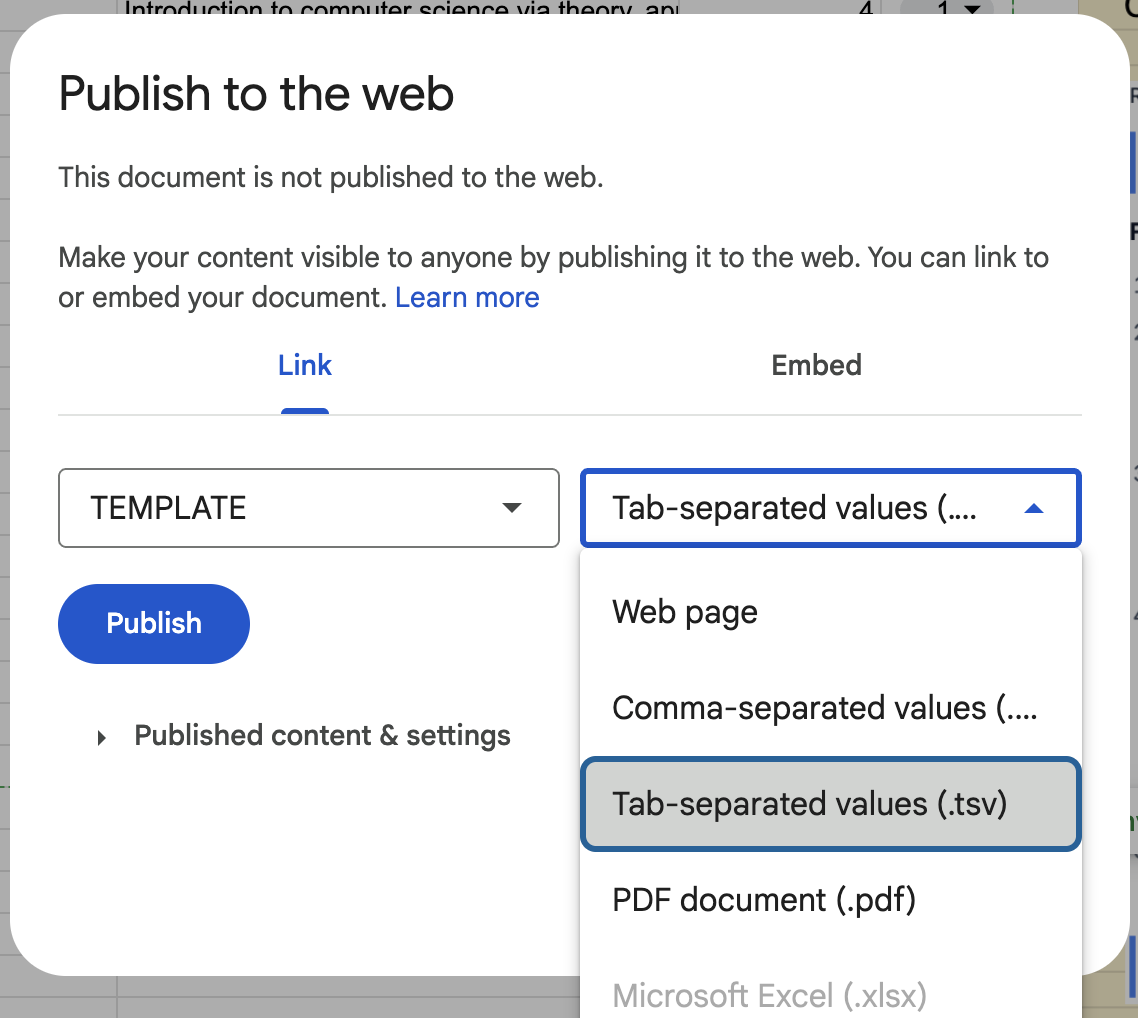 Introduction to computer science via theory, app
4
1
Publish to the web
This document is not published to the web.
Make your content visible to anyone by publishing it to the web. You can link to
or embed your document. Learn more
Link
Embed
TEMPLATE
Tab-separated values (....
Publish
Web page
Comma-separated values (....
Tab-separated values (.tsv)
PDF document (.pdf)
Microsoft Excel (.xlsx)
Published content & settings